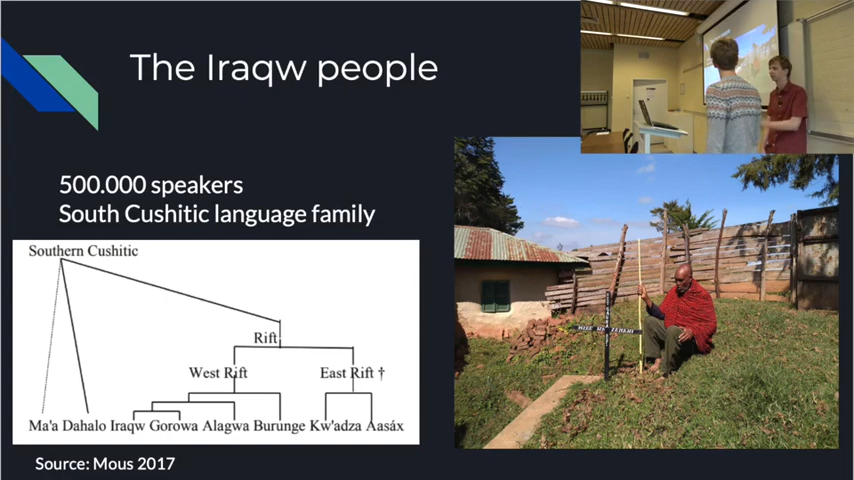 The Iraqw people
500.000 speakers
South Cushitic language family
Southern Cushitic
Rift
West Rift
East Rift †
Ma'a Dahalo Iraqw Gorowa Alagwa Burunge Kw'adza Aasáx
Source: Mous 2017